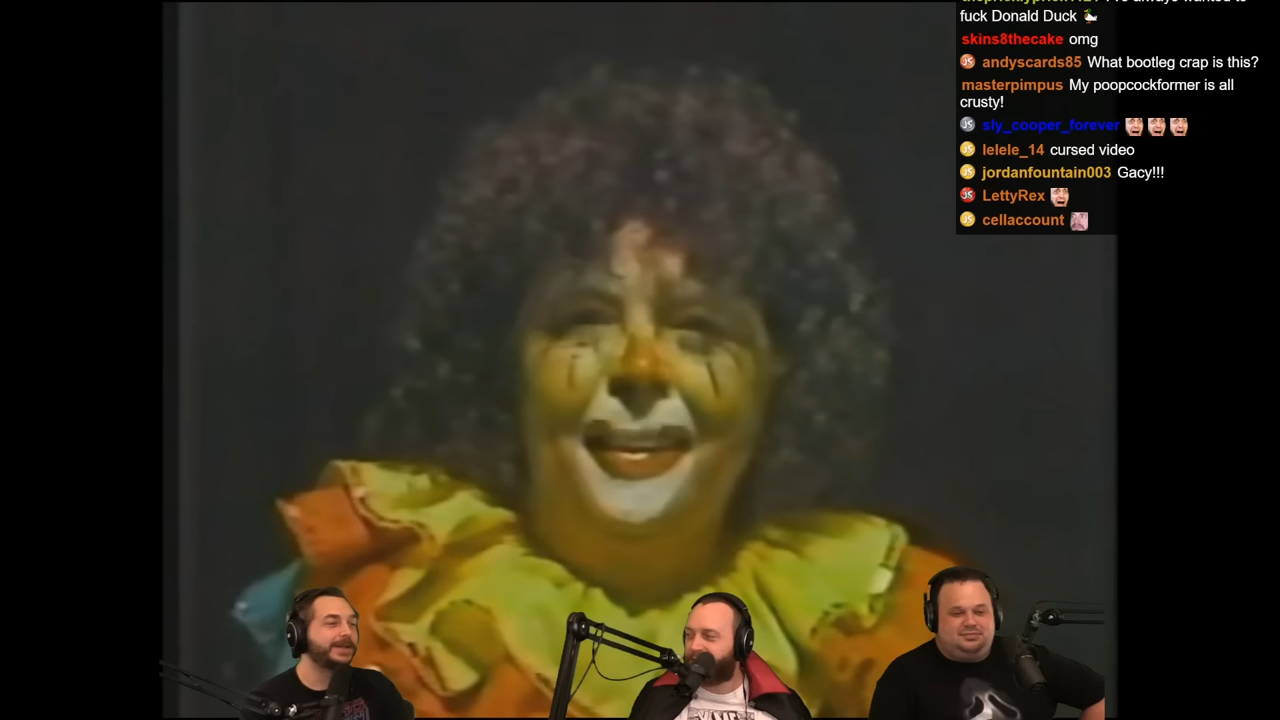 fuck Donald Duck
skins8thecake omg
andyscards85 What bootleg crap is this?
masterpimpus My poopcockformer is all
crusty!
sly_cooper_forever
lelele_14 cursed video
jordanfountain003 Gacy!!!
LettyRex
cellaccount